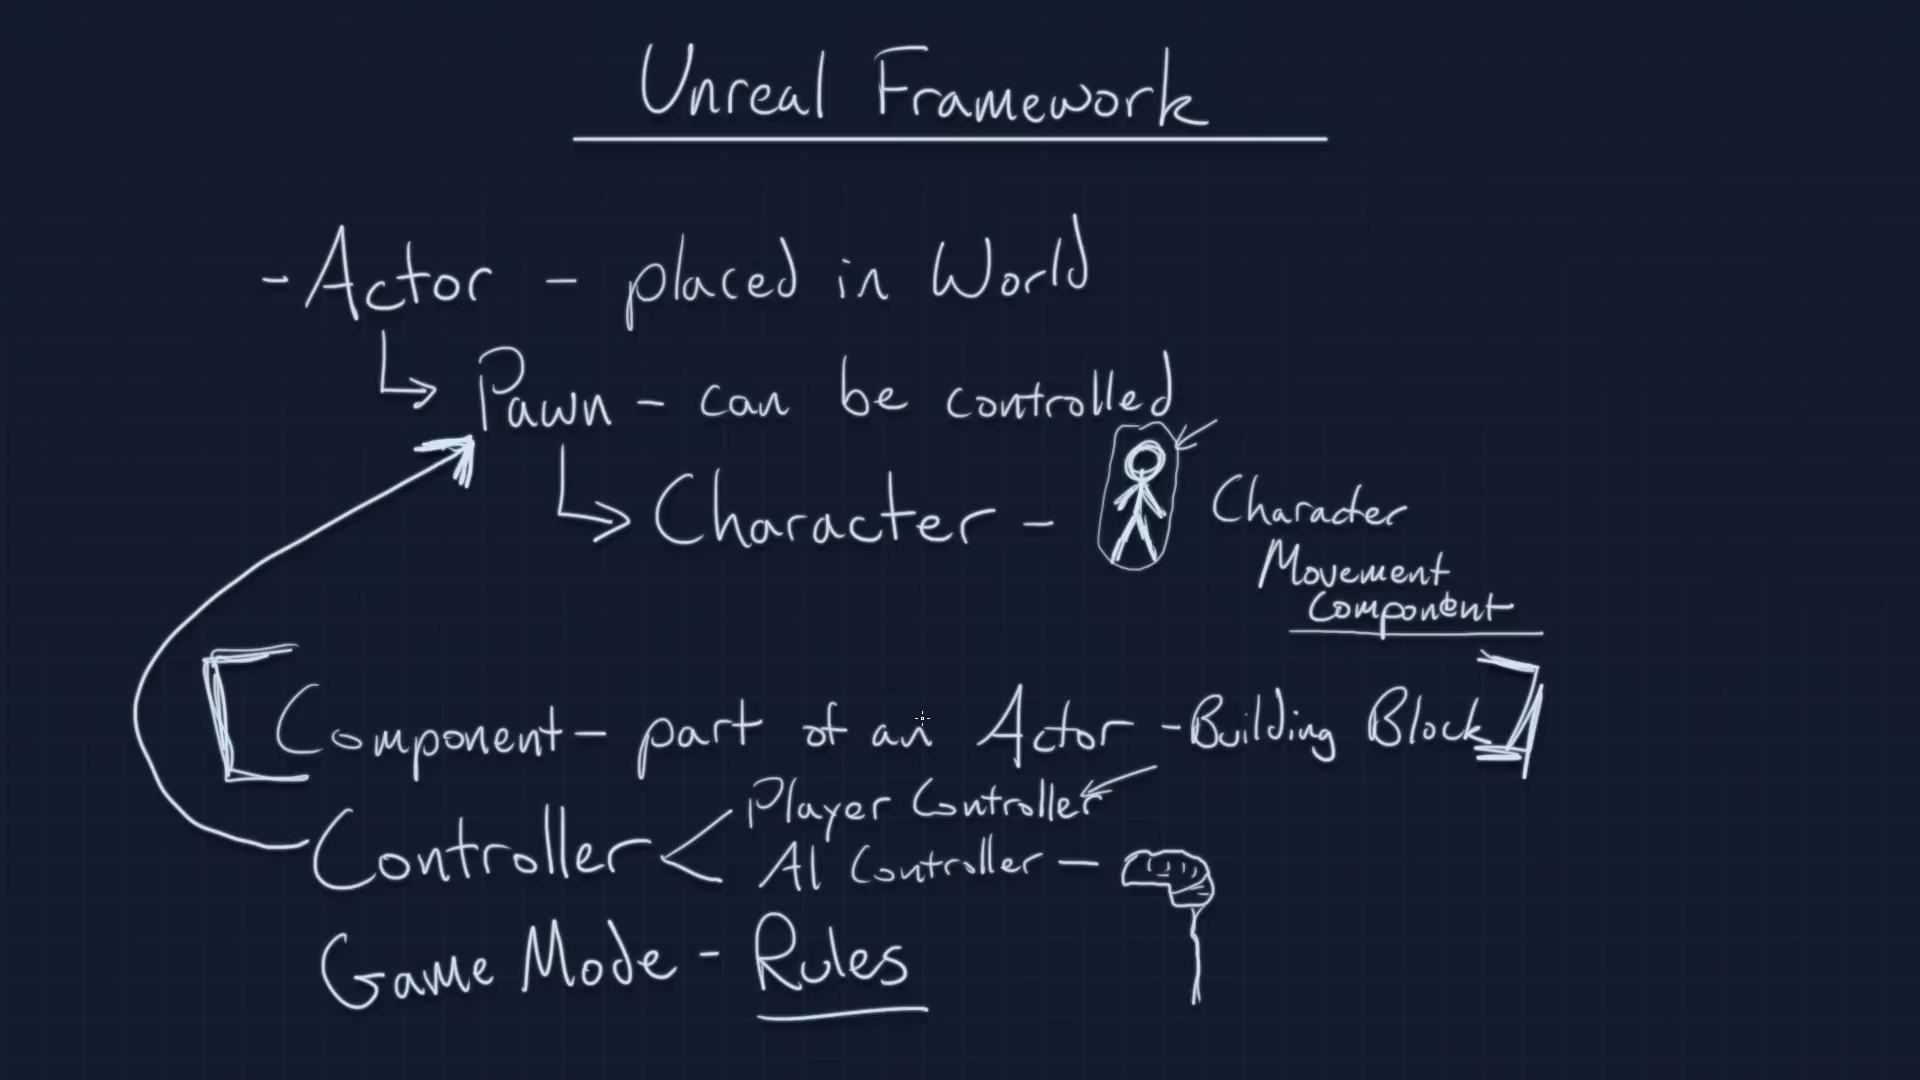 Unreal Framework
- Actor - placed in World
Pawn - can be controlled
Character -
Character
Movement
Component
Component - part of an Actor - Building Block
Player Controller
Controller
AI Controller -
Game Mode - Rules